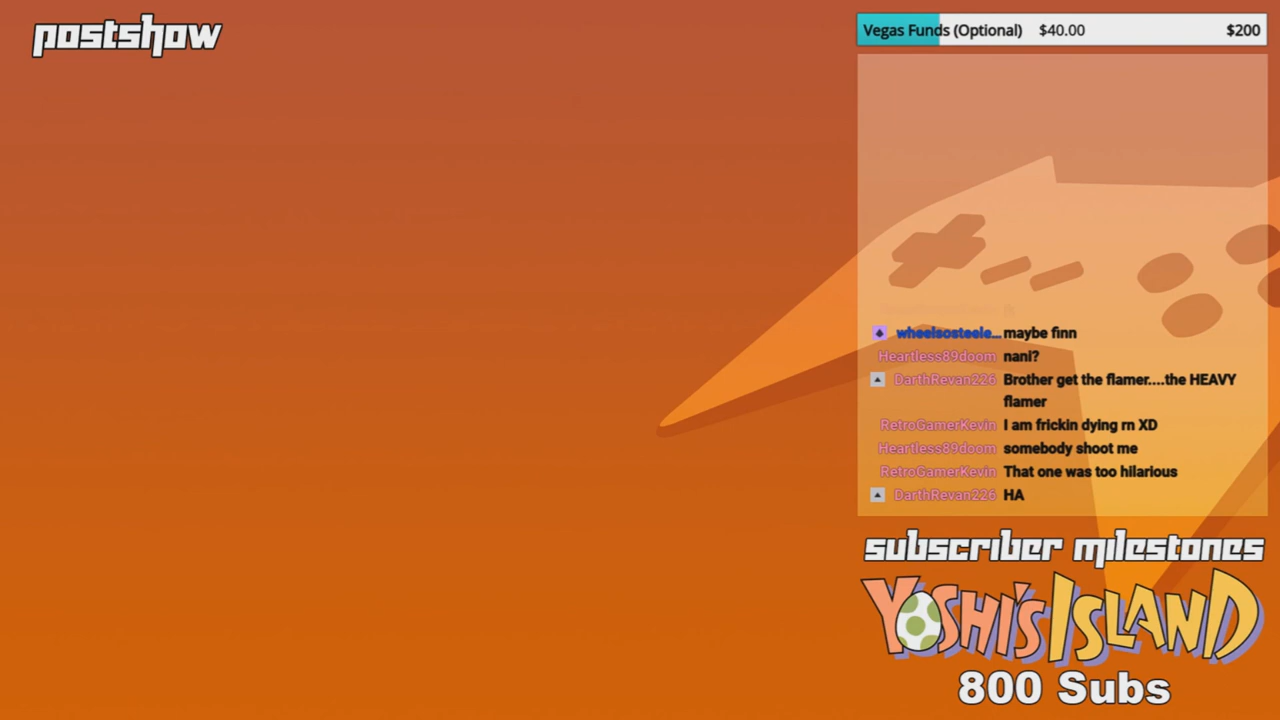 postshow
Vegas Funds (Optional) $40.00 $200
wheelsosteele... maybe finn
Heartless89doom nani?
DarthRevan226 Brother get the flamer....the HEAVY
flamer
RetroGamerKevin I am frickin dying rn XD
Heartless89doom somebody shoot me
RetroGamerKevin That one was too hilarious
DarthRevan226 HA
subscriber milestones
YOSHI'S ISLAND
800 Subs